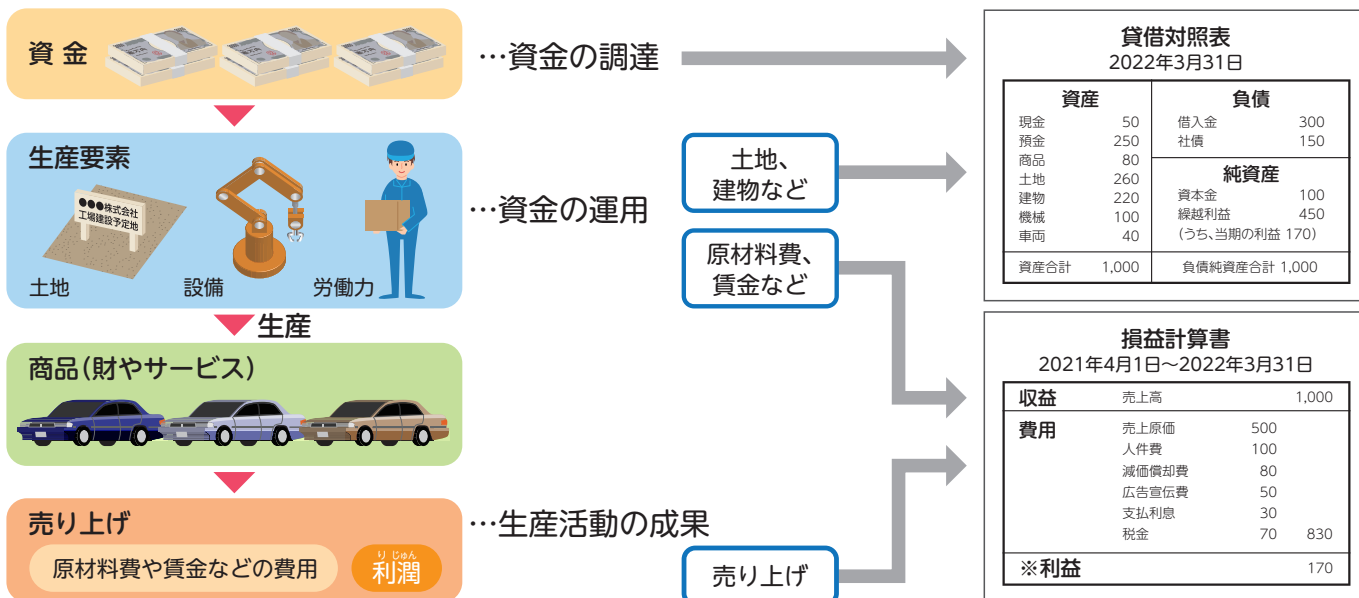 資 金
…資金の調達
生産要素
●●●株式会社
工場建設予定地
土地
設備
労働力
…資金の運用
土地、
建物など
原材料費、
賃金など
生産
商品（財やサービス）
売り上げ
原材料費や賃金などの費用
り じゅん
利潤
…生産活動の成果
売り上げ
貸借対照表
2022年3月31日
資産
現金 50
預金 250
商品 80
土地 260
建物 220
機械 100
車両 40
資産合計 1,000
負債
借入金 300
社債 150
純資産
資本金 100
繰越利益 450
（うち、当期の利益 170）
負債純資産合計 1,000
損益計算書
2021年4月1日～2022年3月31日
収益 売上高 1,000
費用 売上原価 500
人件費 100
減価償却費 80
広告宣伝費 50
支払利息 30
税金 70 830
※利益 170